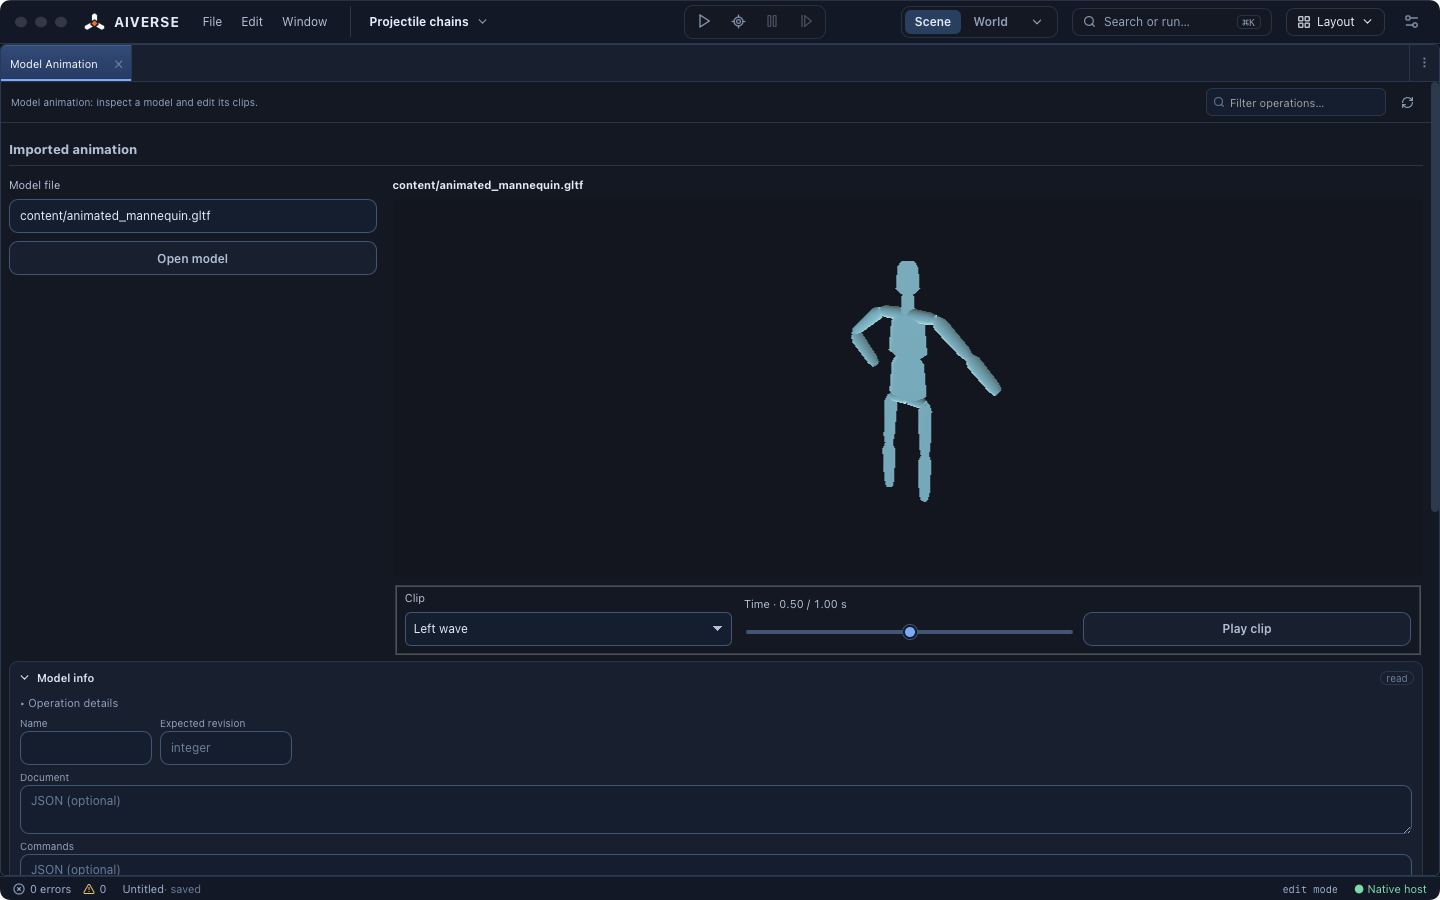 AIVERSE File Edit Window Projectile chains Scene World Search or run... ⌘K Layout
Model Animation
Model animation: inspect a model and edit its clips. Filter operations...
Imported animation
Model file
content/animated_mannequin.gltf
content/animated_mannequin.gltf
Open model
Clip
Time · 0.50 / 1.00 s
Left wave
Play clip
Model info read
• Operation details
Name Expected revision
integer
Document
JSON (optional)
Commands
JSON (optional)
0 errors 0 Untitled · saved edit mode Native host